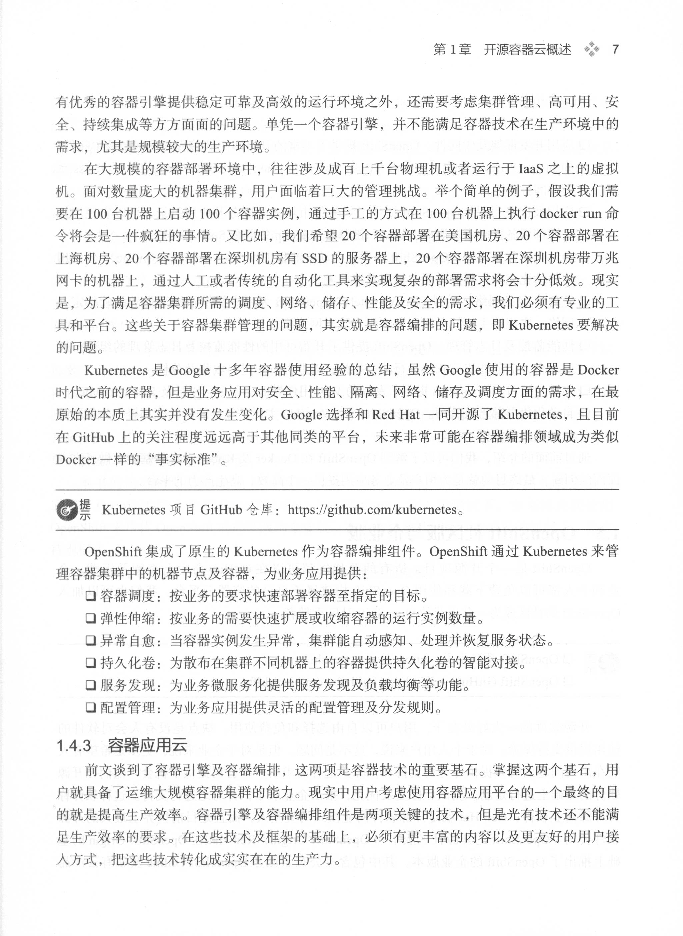 第 1 章　开源容器云概述　7
有优秀的容器引擎提供稳定可靠及高效的运行环境之外，还需要考虑集群管理、高可用、安
全、持续集成等方方面面的问题。单凭一个容器引擎，并不能满足容器技术在生产环境中的
需求，尤其是规模较大的生产环境。
在大规模的容器部署环境中，往往涉及成百上千台物理机或者运行于 IaaS 之上的虚拟
机。面对数量庞大的机器集群，用户面临着巨大的管理挑战。举个简单的例子，假设我们需
要在 100 台机器上启动 100 个容器实例，通过手工的方式在 100 台机器上执行 docker run 命
令将会是一件疯狂的事情。又比如，我们希望 20 个容器部署在美国机房、20 个容器部署在
上海机房、20 个容器部署在深圳机房有 SSD 的服务器上，20 个容器部署在深圳机房带万兆
网卡的机器上，通过人工或者传统的自动化工具来实现复杂的部署需求将会十分低效。现实
是，为了满足容器集群所需的调度、网络、储存、性能及安全的需求，我们必须有专业的工
具和平台。这些关于容器集群管理的问题，其实就是容器编排的问题，即 Kubernetes 要解决
的问题。
Kubernetes 是 Google 十多年容器使用经验的总结，虽然 Google 使用的容器是 Docker
时代之前的容器，但是业务应用对安全、性能、隔离、网络、储存及调度方面的需求，在最
原始的本质上其实并没有发生变化。Google 选择和 Red Hat 一同开源了 Kubernetes，且目前
在 GitHub 上的关注程度远远高于其他同类的平台，未来非常可能在容器编排领域成为类似
Docker 一样的“事实标准”。
提示　Kubernetes 项目 GitHub 仓库：https://github.com/kubernetes。
OpenShift 集成了原生的 Kubernetes 作为容器编排组件。OpenShift 通过 Kubernetes 来管
理容器集群中的机器节点及容器，为业务应用提供：
❑ 容器调度：按业务的要求快速部署容器至指定的目标。
❑ 弹性伸缩：按业务的需要快速扩展或收缩容器的运行实例数量。
❑ 异常自愈：当容器实例发生异常，集群能自动感知、处理并恢复服务状态。
❑ 持久化卷：为散布在集群不同机器上的容器提供持久化卷的智能对接。
❑ 服务发现：为业务微服务化提供服务发现及负载均衡等功能。
❑ 配置管理：为业务应用提供灵活的配置管理及分发规则。
1.4.3　容器应用云
前文谈到了容器引擎及容器编排，这两项是容器技术的重要基石。掌握这两个基石，用
户就具备了运维大规模容器集群的能力。现实中用户考虑使用容器应用平台的一个最终的目
的就是提高生产效率。容器引擎及容器编排组件是两项关键的技术，但是光有技术还不能满
足生产效率的要求。在这些技术及框架的基础上，必须有更丰富的内容以及更友好的用户接
入方式，把这些技术转化成实实在在的生产力。